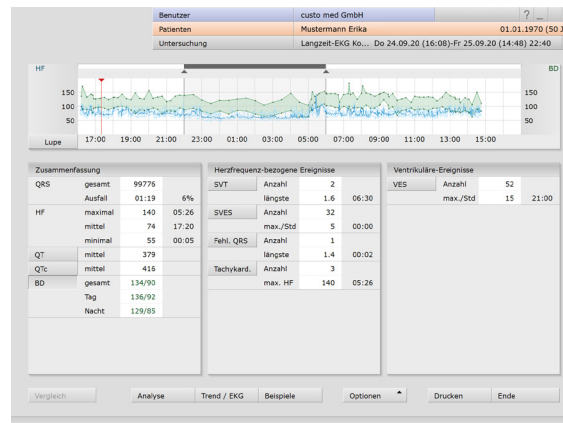 Benutzer custo med GmbH ? _
Patienten Mustermann Erika 01.01.1970 (50 J
Untersuchung Langzeit-EKG Ko... Do 24.09.20 (16:08)-Fr 25.09.20 (14:48) 22:40
HF BD
150 150
100 100
50 50
Lupe 17:00 19:00 21:00 23:00 01:00 03:00 05:00 07:00 09:00 11:00 13:00 15:00
Zusammenfassung Herzfrequenz-bezogene Ereignisse Ventrikuläre-Ereignisse
QRS gesamt 99776 SVT Anzahl 2 VES Anzahl 52
Ausfall 01:19 6% längste 1.6 06:30 max./Std 15 21:00
HF maximal 140 05:26 SVES Anzahl 32
mittel 74 17:20 max./Std 5 00:00
minimal 55 00:05 Fehl. QRS Anzahl 1
QT mittel 379 längste 1.4 00:02
QTc mittel 416 Tachykard. Anzahl 3
BD gesamt 134/90 max. HF 140 05:26
Tag 136/92
Nacht 129/85
Vergleich Analyse Trend / EKG Beispiele Optionen Drucken Ende